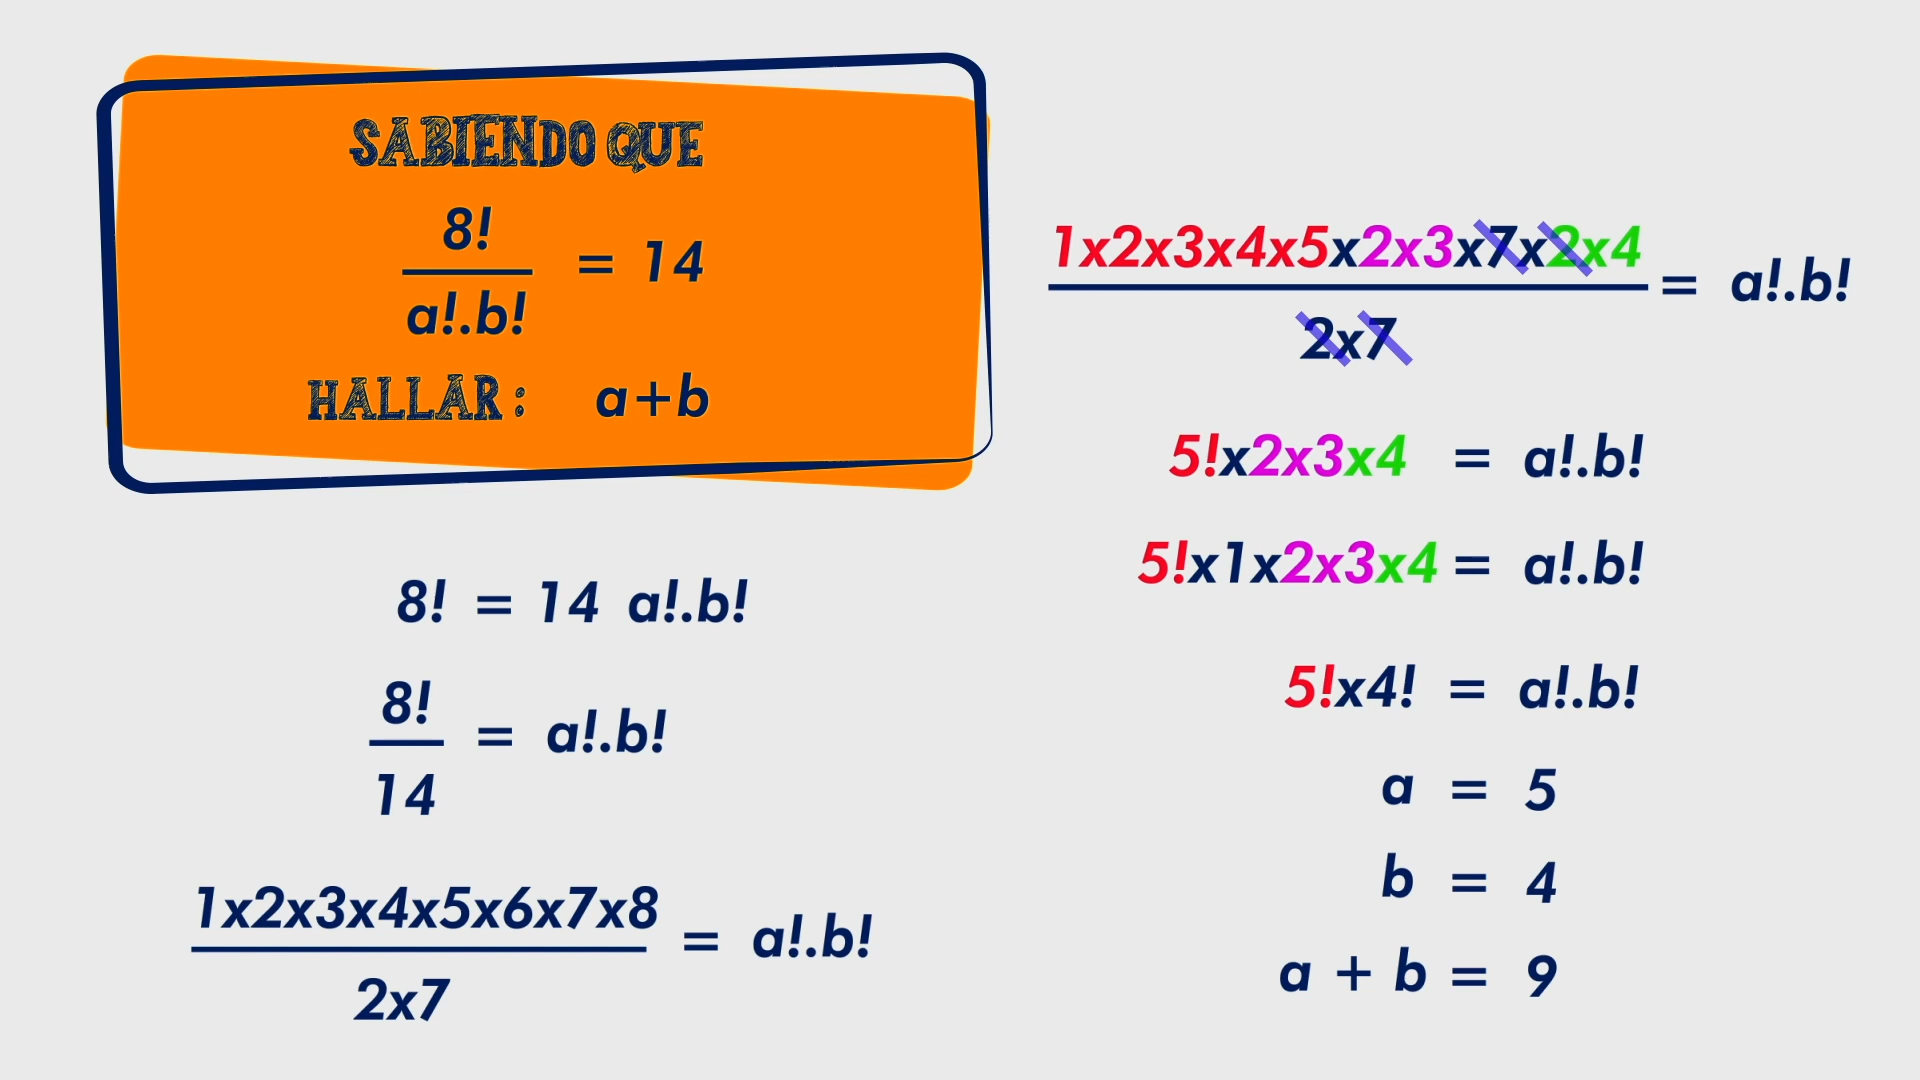 SABIENDO QUE
8!
a!.b!
= 14
HALLAR : a+b
8! = 14 a!.b!
8!
14
= a!.b!
1x2x3x4x5x6x7x8
2x7
= a!.b!
1x2x3x4x5x2x3x7x2x4
2x7
= a!.b!
5!x2x3x4 = a!.b!
5!x1x2x3x4 = a!.b!
5!x4! = a!.b!
a = 5
b = 4
a + b = 9